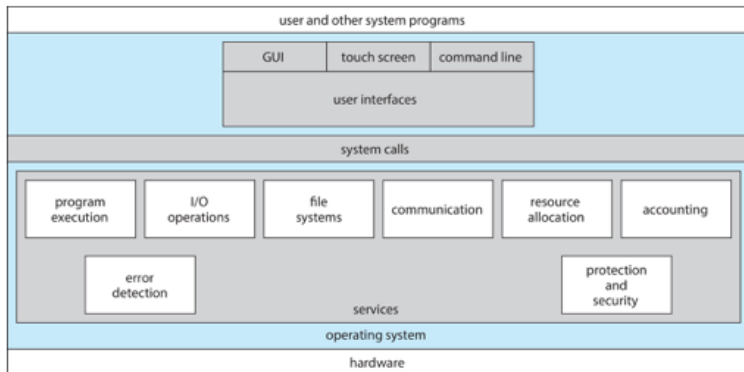 user and other system programs
GUI
touch screen
command line
user interfaces
system calls
program
execution
I/O
operations
file
systems
communication
resource
allocation
accounting
error
detection
protection
and
security
services
operating system
hardware